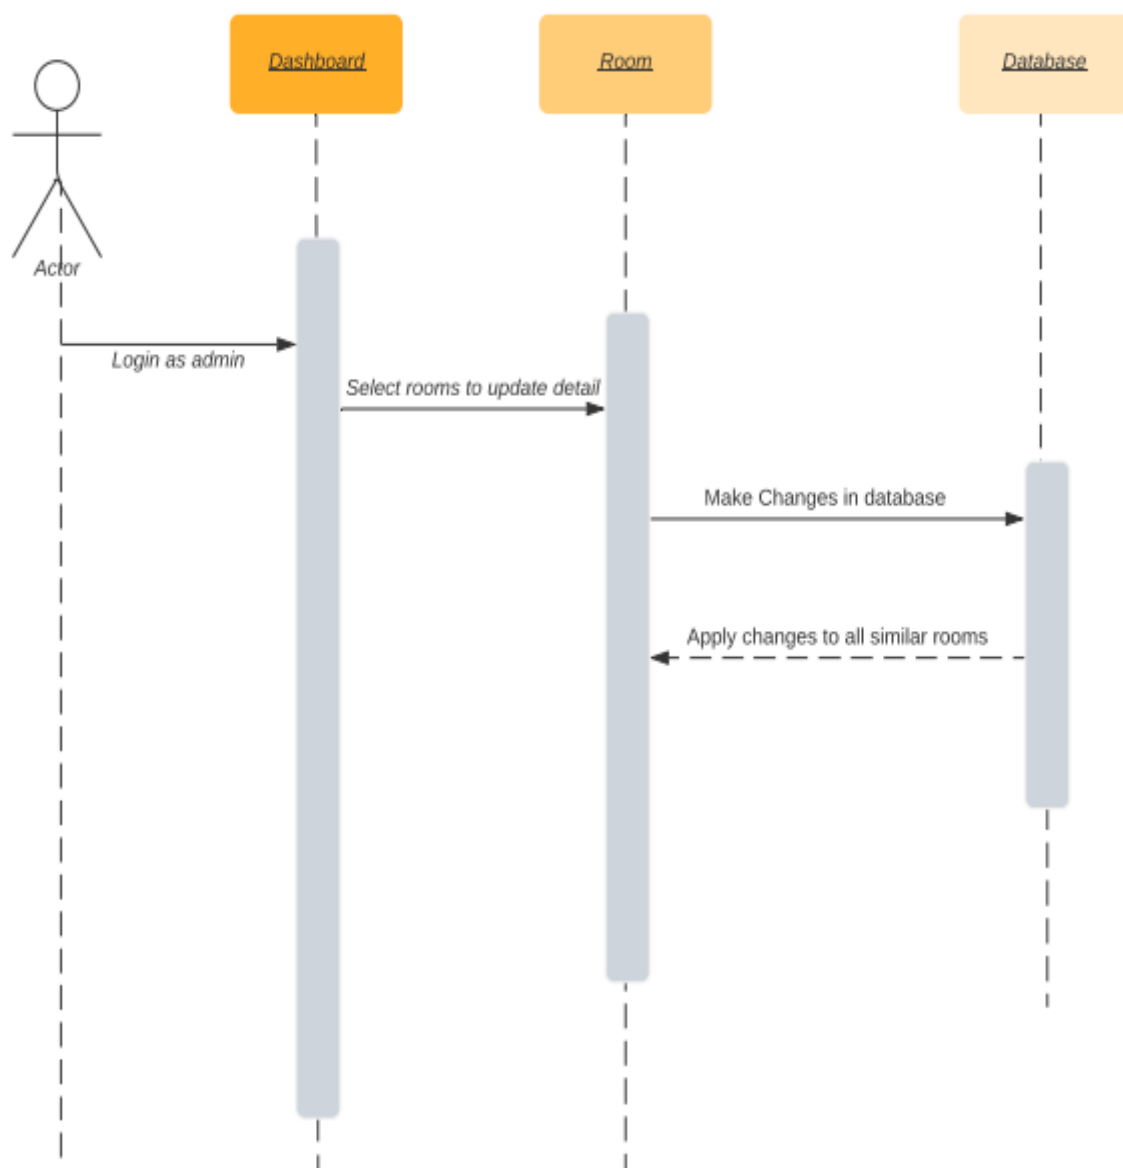 Dashboard
Room
Database
Actor
Login as admin
Select rooms to update detail
Make Changes in database
Apply changes to all similar rooms